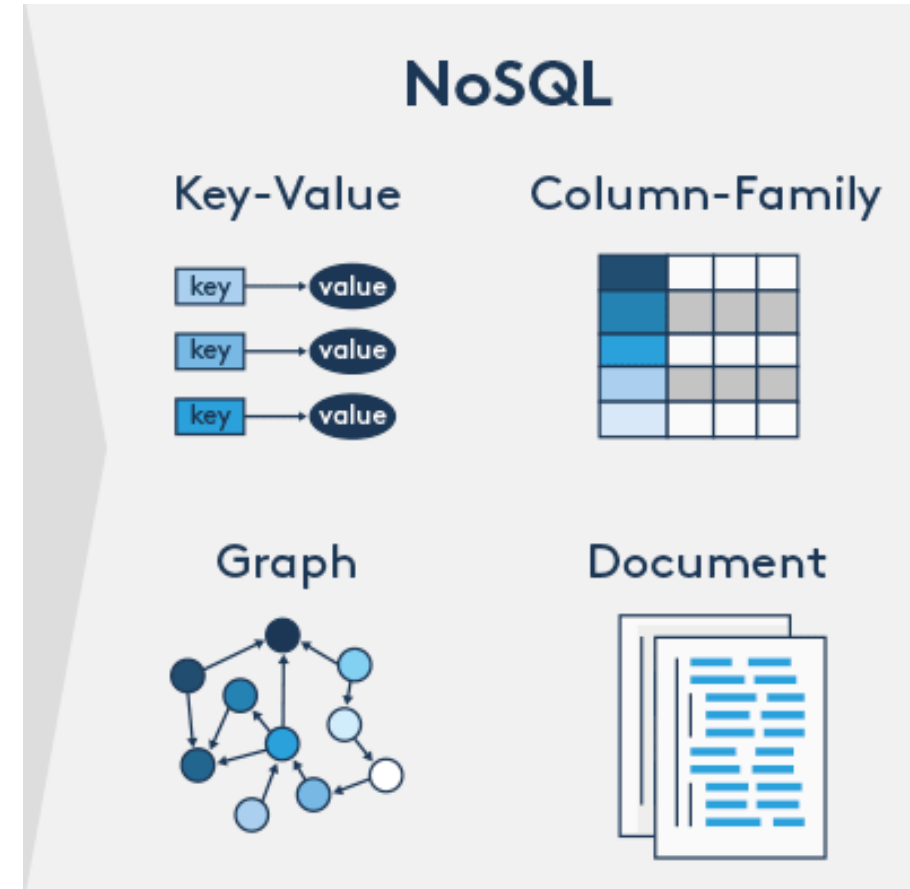 NoSQL
Key-Value
Column-Family
key
value
key
value
key
value
Graph
Document